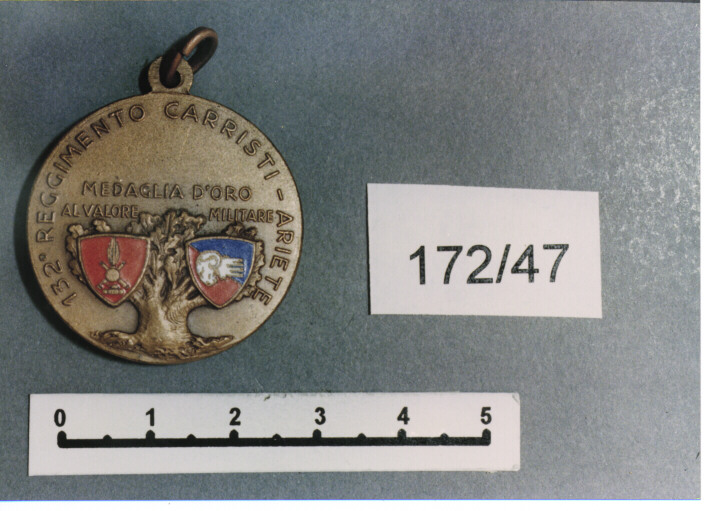 132° REGGIMENTO CARRISTI - ARIETE
MEDAGLIA D'ORO
AL VALORE MILITARE
172/47
0 1 2 3 4 5